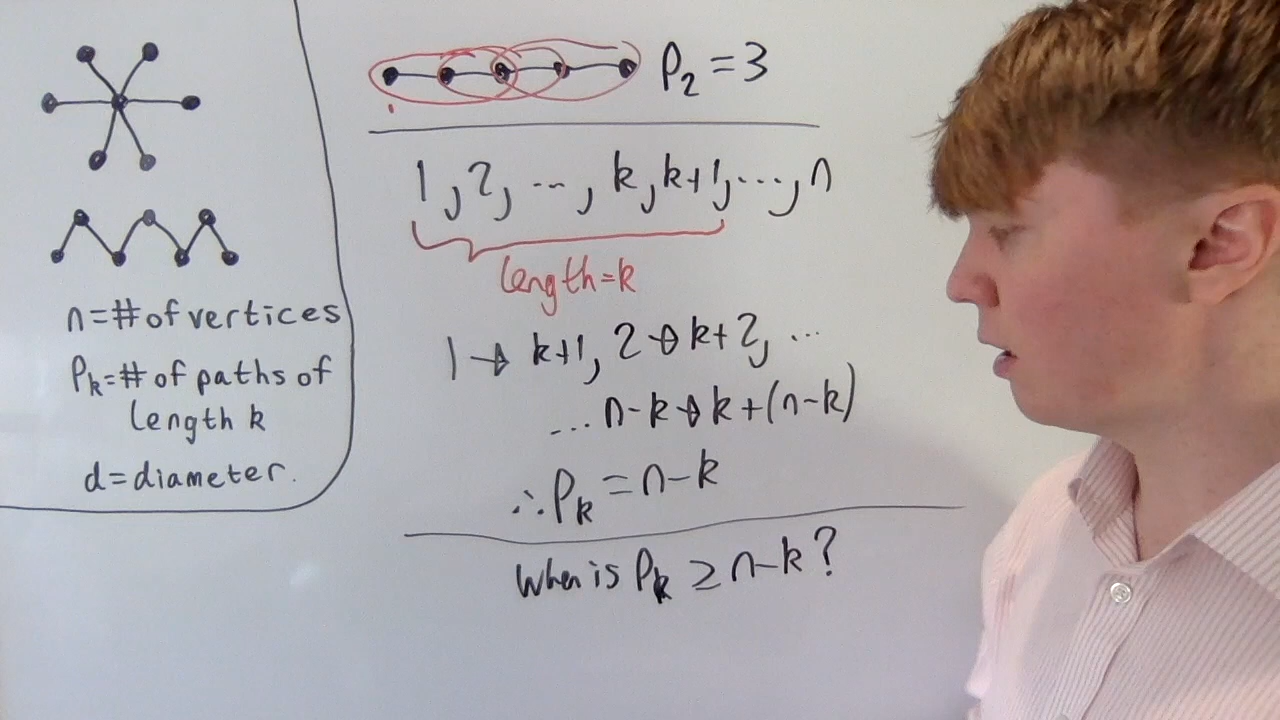 n=# of vertices
Pk=# of paths of
length k
d=diameter.
P2=3
1,2,...,k,k+1,...,n
length=k
1→k+1, 2→k+2, ...
...n-k→k+(n-k)
∴Pk=n-k
When is Pk ≥ n-k?